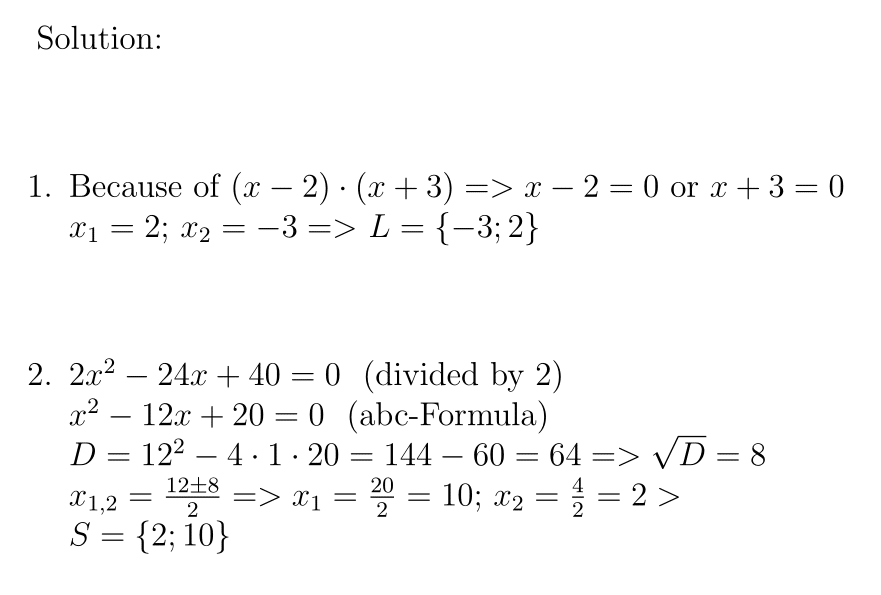 Solution:
1. Because of (x − 2) · (x + 3) => x − 2 = 0 or x + 3 = 0
x₁ = 2; x₂ = −3 => L = {−3; 2}
2. 2x² − 24x + 40 = 0 (divided by 2)
x² − 12x + 20 = 0 (abc-Formula)
D = 12² − 4 · 1 · 20 = 144 − 60 = 64 => √D = 8
x₁,₂ = 12±8/2 => x₁ = 20/2 = 10; x₂ = 4/2 = 2 >
S = {2; 10}